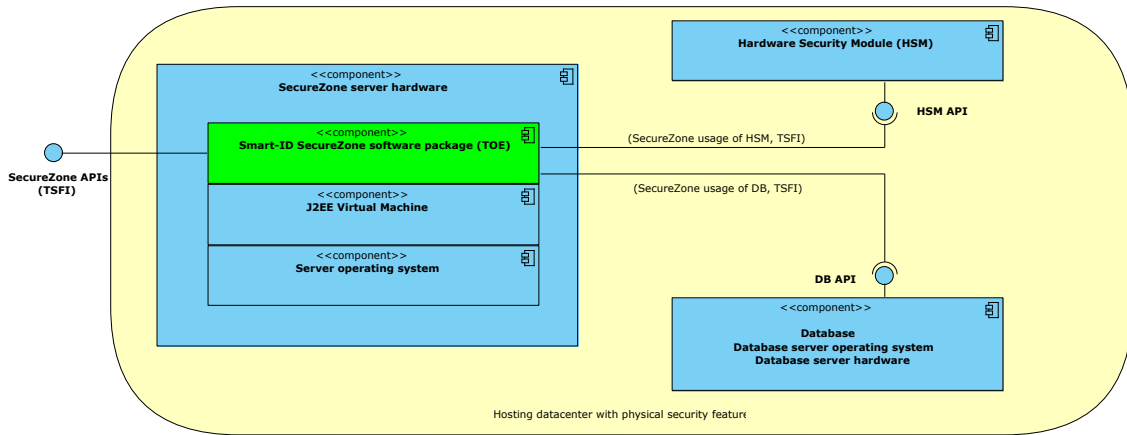 <<component>>
Hardware Security Module (HSM)
<<component>>
SecureZone server hardware
HSM API
<<component>>
Smart-ID SecureZone software package (TOE)
(SecureZone usage of HSM, TSFI)
SecureZone APIs
(TSFI)
(SecureZone usage of DB, TSFI)
<<component>>
J2EE Virtual Machine
<<component>>
Server operating system
DB API
<<component>>
Database
Database server operating system
Database server hardware
Hosting datacenter with physical security feature